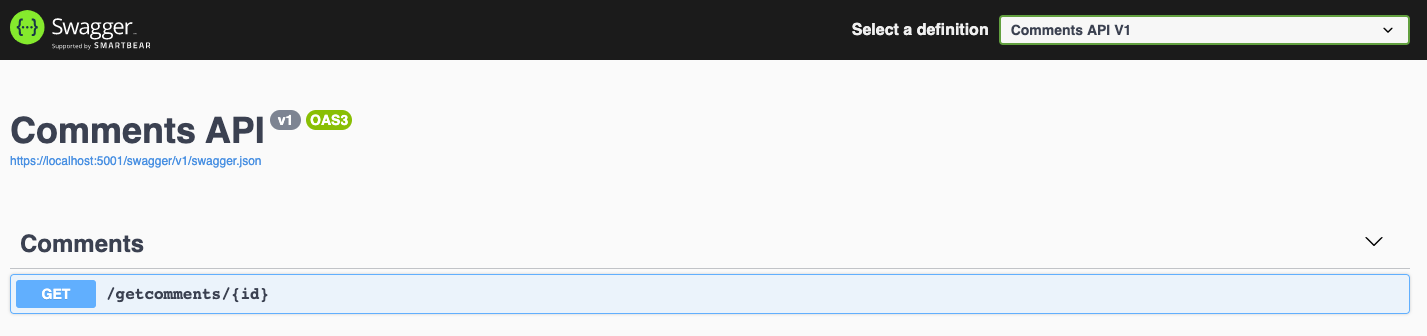 Swagger
Supported by SMARTBEAR
Select a definition
Comments API V1
Comments API v1 OAS3
https://localhost:5001/swagger/v1/swagger.json
Comments
GET /getcomments/{id}